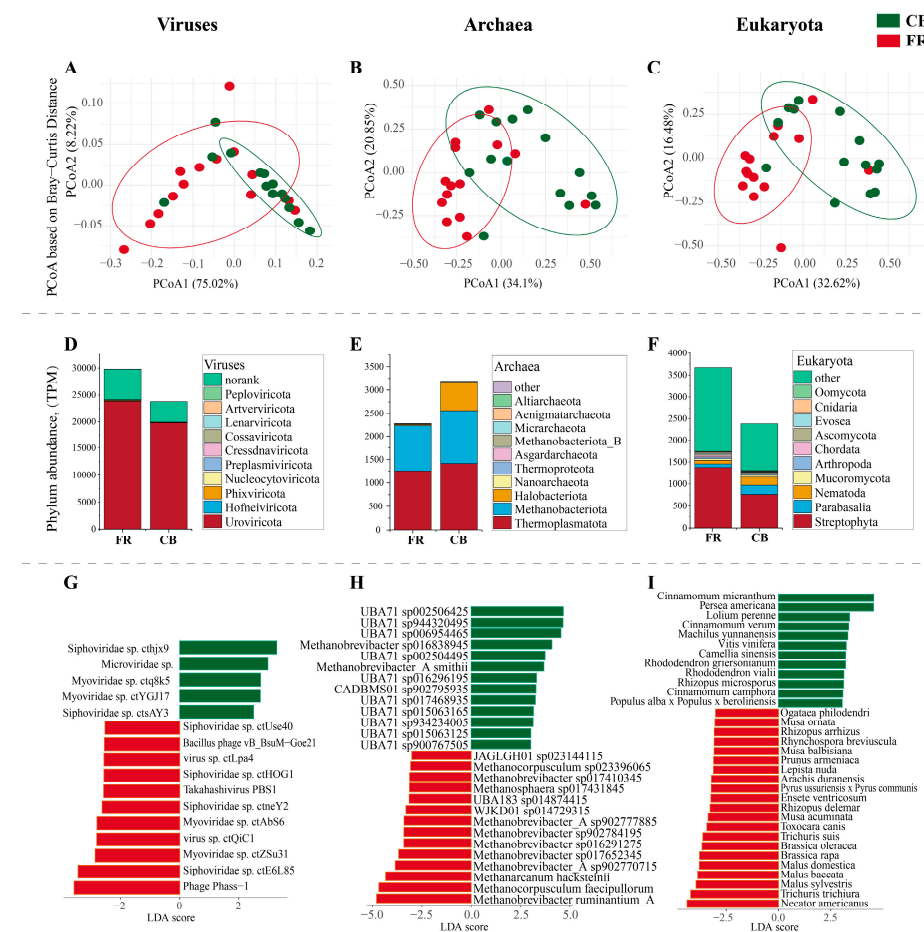 Viruses
Archaea
Eukaryota
CB
FR
A
B
C
PCoA based on Bray-Curtis Distance
PCoA2 (8.22%)
0.10
0.05
0.00
−0.05
−0.3
−0.2
−0.1
0.0
0.1
0.2
PCoA1 (75.02%)
PCoA2 (20.85%)
0.50
0.25
0.00
−0.25
−0.50
−0.25
0.00
0.25
0.50
PCoA1 (34.1%)
PCoA2 (16.48%)
0.25
0.00
−0.25
−0.50
−0.50
−0.25
0.00
0.25
0.50
PCoA1 (32.62%)
D
E
F
Phylum abundance, (TPM)
30000
25000
20000
15000
10000
5000
0
FR
CB
Viruses
norank
Peploviricota
Artverviricota
Lenarviricota
Cossaviricota
Cressdnaviricota
Preplasmiviricota
Nucleocytoviricota
Phixviricota
Hofneiviricota
Uroviricota
3500
3000
2500
2000
1500
1000
500
0
FR
CB
Archaea
other
Altiarchaeota
Aenigmatarchaeota
Micrarchaeota
Methanobacteriota_B
Asgardarchaeota
Thermoproteota
Nanoarchaeota
Halobacteriota
Methanobacteriota
Thermoplasmatota
4000
3500
3000
2500
2000
1500
1000
500
0
FR
CB
Eukaryota
other
Oomycota
Cnidaria
Evosea
Ascomycota
Chordata
Arthropoda
Mucoromycota
Nematoda
Parabasalia
Streptophyta
G
H
I
Siphoviridae sp. cthjx9
Microviridae sp.
Myoviridae sp. ctq8k5
Myoviridae sp. ctYGJ17
Siphoviridae sp. ctsAY3
Siphoviridae sp. ctUse40
Bacillus phage vB_BsuM−Goe21
virus sp. ctLpa4
Siphoviridae sp. ctHOG1
Takahashivirus PBS1
Siphoviridae sp. ctneY2
Myoviridae sp. ctAbS6
virus sp. ctQiC1
Myoviridae sp. ctZSu31
Siphoviridae sp. ctE6L85
Phage Phass−1
−2
0
2
LDA score
UBA71 sp002506425
UBA71 sp944320495
UBA71 sp006954465
Methanobrevibacter sp016838945
UBA71 sp002504495
Methanobrevibacter_A smithii
UBA71 sp016296195
CADBMS01 sp902795935
UBA71 sp017468935
UBA71 sp015063165
UBA71 sp934234005
UBA71 sp015063125
UBA71 sp900767505
JAGLGH01 sp023144115
Methanocorpusculum sp023396065
Methanobrevibacter sp017410345
Methanosphaera sp017431845
UBA183 sp014874415
WJKD01 sp014729315
Methanobrevibacter_A sp902777885
Methanobrevibacter sp902784195
Methanobrevibacter sp016291275
Methanobrevibacter sp017652345
Methanobrevibacter_A sp902770715
Methanarcanum hacksteinii
Methanocorpusculum faecipullorum
Methanobrevibacter ruminantium_A
−5.0
−2.5
0.0
2.5
5.0
LDA score
Cinnamomum micranthum
Persea americana
Lolium perenne
Cinnamomum verum
Machilus yunnanensis
Vitis vinifera
Camellia sinensis
Rhododendron griersonianum
Rhododendron vialii
Rhizopus microsporus
Cinnamomum camphora
Populus alba x Populus x berolinensis
Ogataea philodendri
Musa ornata
Rhizopus arrhizus
Rhynchospora breviuscula
Musa balbisiana
Prunus armeniaca
Lepista nuda
Arachis duranensis
Pyrus ussuriensis x Pyrus communis
Ensete ventricosum
Rhizopus delemar
Musa acuminata
Toxocara canis
Trichuris suis
Brassica oleracea
Brassica rapa
Malus domestica
Malus baccata
Malus sylvestris
Trichuris trichiura
Necator americanus
−2.5
0.0
2.5
LDA score